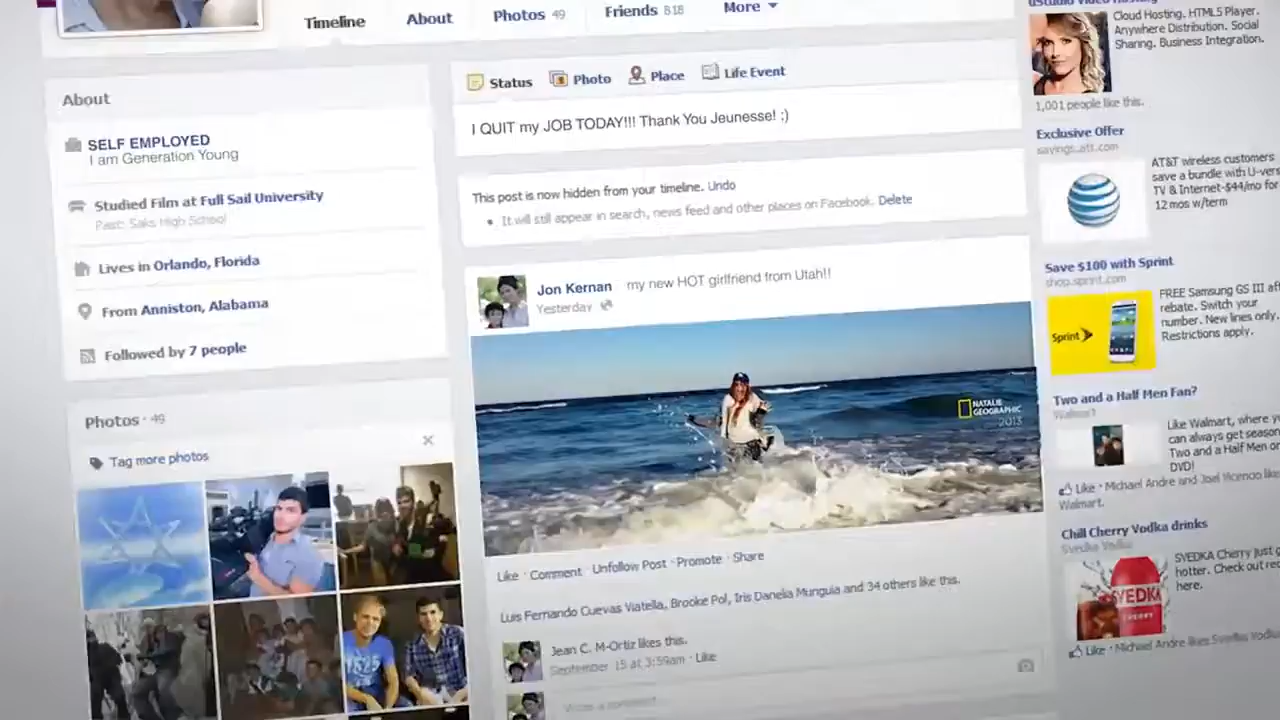 Timeline
About
Photos 49
Friends 818
More
About
SELF EMPLOYED
I am Generation Young
Studied Film at Full Sail University
Past: Saks High School
Lives in Orlando, Florida
From Anniston, Alabama
Followed by 7 people
Photos · 49
Tag more photos
Status
Photo
Place
Life Event
I QUIT my JOB TODAY!!! Thank You Jeunesse! ;)
This post is now hidden from your timeline. Undo
It will still appear in search, news feed and other places on Facebook. Delete
Jon Kernan
my new HOT girlfriend from Utah!!
Yesterday
NATALIE
GEOGRAPHIC
2013
Like · Comment · Unfollow Post · Promote · Share
Luis Fernando Cuevas Viatella, Brooke Pol, Iris Danelia Munguia and 34 others like this.
Jean C. M-Ortiz likes this.
September 15 at 3:59am · Like
Write a comment...
uStudio Video Hosting
Cloud Hosting. HTML5 Player.
Anywhere Distribution. Social
Sharing. Business Integration.
1,001 people like this.
Exclusive Offer
savings.att.com
AT&T wireless customers
save a bundle with U-vers
TV & Internet-$44/mo for
12 mos w/term
Save $100 with Sprint
shop.sprint.com
Sprint
FREE Samsung GS III aft
rebate. Switch your
number. New lines only.
Restrictions apply.
Two and a Half Men Fan?
Walmart
Like Walmart, where y
can always get season
Two and a Half Men o
DVD!
Like · Michael Andre and Joel Vicencio like
Walmart.
Chill Cherry Vodka drinks
Svedka Vodka
SVEDKA
CHERRY
SVEDKA Cherry just g
hotter. Check out rec
here.
Like · Michael Andre likes Svedka Vodka